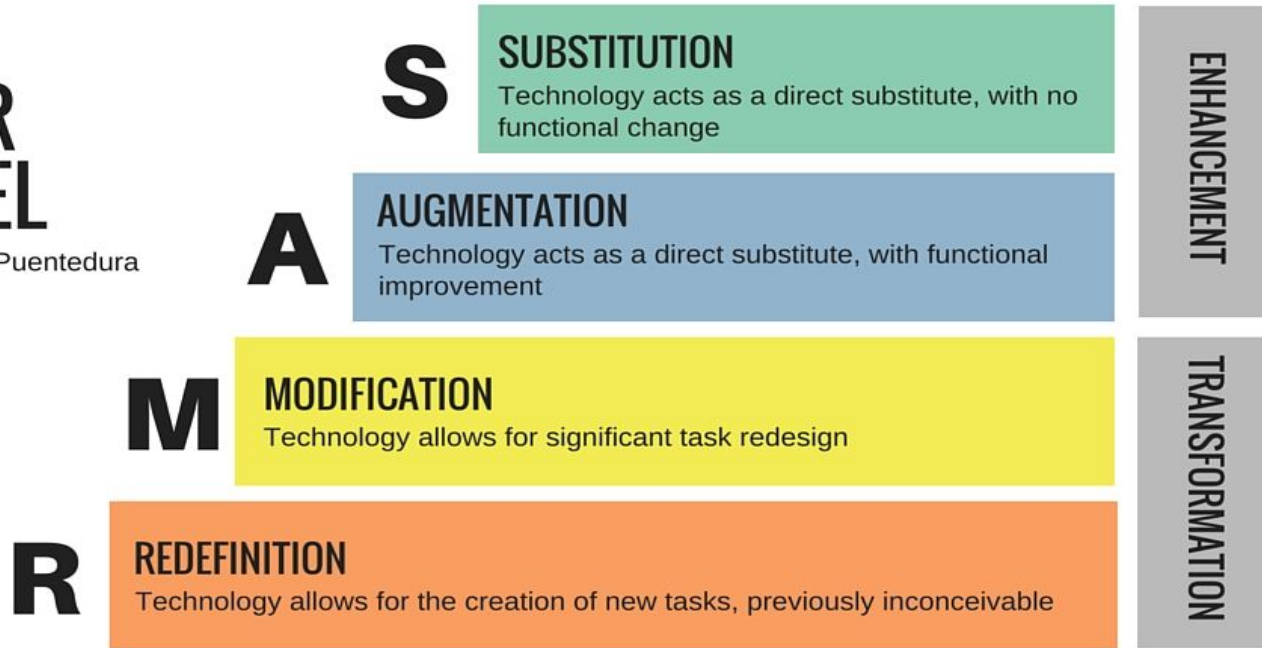 S
SUBSTITUTION
Technology acts as a direct substitute, with no
functional change
ENHANCEMENT
R
EL
Puentedura
A
AUGMENTATION
Technology acts as a direct substitute, with functional
improvement
M
MODIFICATION
Technology allows for significant task redesign
TRANSFORMATION
R
REDEFINITION
Technology allows for the creation of new tasks, previously inconceivable